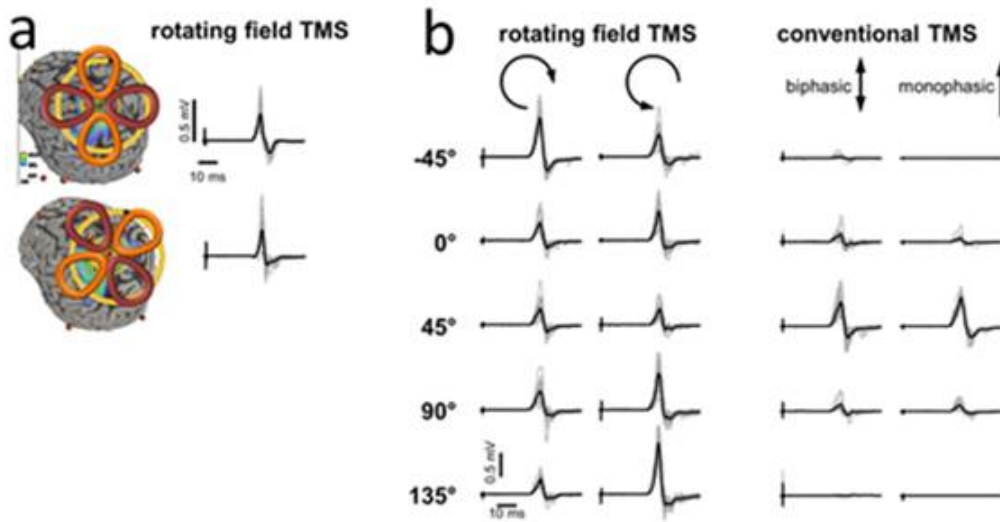 a
rotating field TMS
0.5 mV
10 ms
b
rotating field TMS
conventional TMS
biphasic
monophasic
-45°
0°
45°
90°
135°
0.5 mV
10 ms